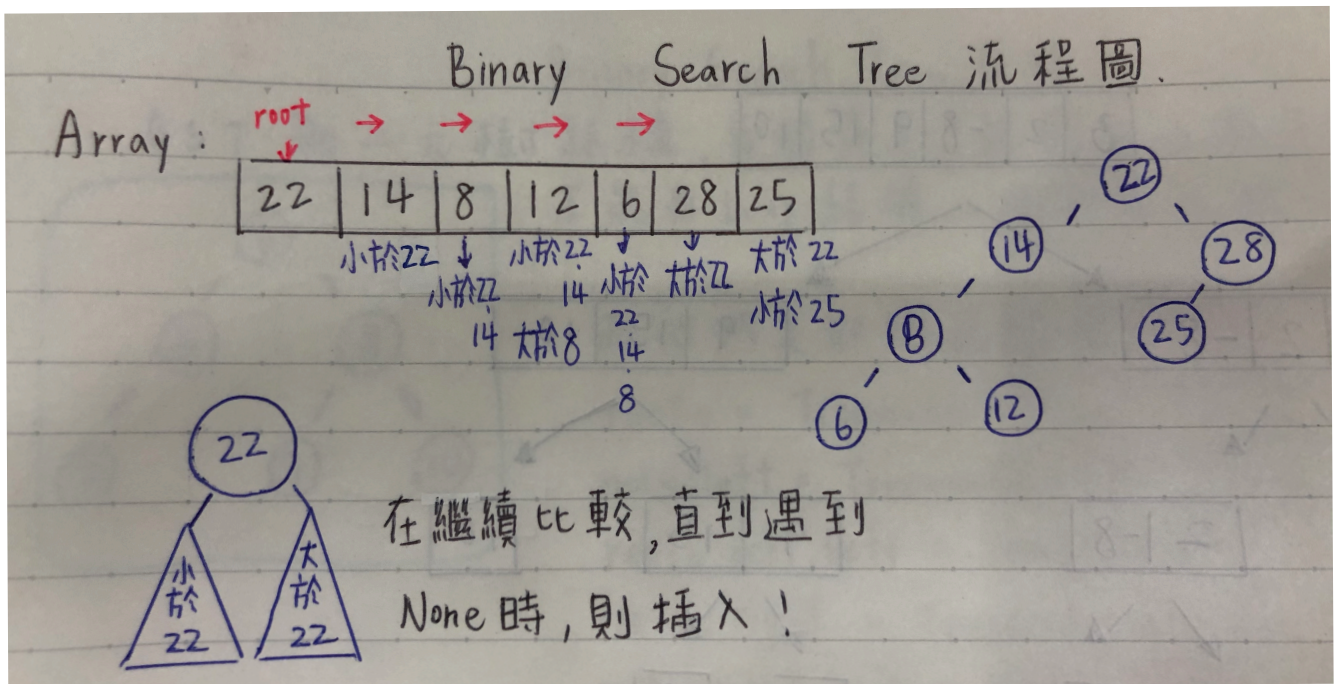 Binary Search Tree 流程圖.
Array:
root
22 14 8 12 6 28 25
小於22
小於22
14
小於22
14
大於8
小於
22
14
8
大於22
大於22
小於25
22
14
28
8
25
6
12
22
小於22
大於22
在繼續比較,直到遇到
None時,則插入!